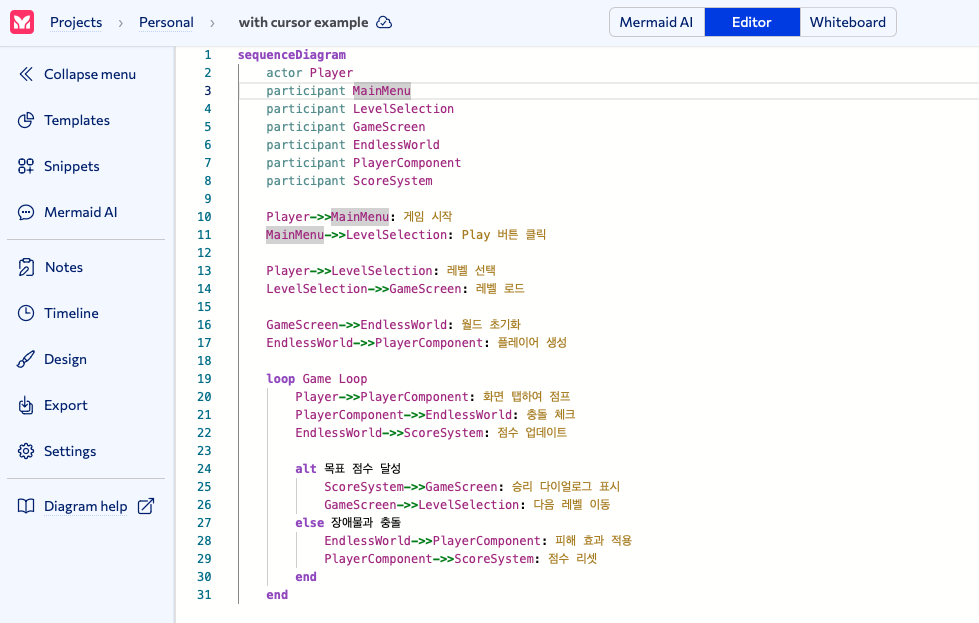 Projects > Personal > with cursor example
Mermaid AI Editor Whiteboard
Collapse menu
Templates
Snippets
Mermaid AI
Notes
Timeline
Design
Export
Settings
Diagram help
1 sequenceDiagram
2 actor Player
3 participant MainMenu
4 participant LevelSelection
5 participant GameScreen
6 participant EndlessWorld
7 participant PlayerComponent
8 participant ScoreSystem
9
10 Player->>MainMenu: 게임 시작
11 MainMenu->>LevelSelection: Play 버튼 클릭
12
13 Player->>LevelSelection: 레벨 선택
14 LevelSelection->>GameScreen: 레벨 로드
15
16 GameScreen->>EndlessWorld: 월드 초기화
17 EndlessWorld->>PlayerComponent: 플레이어 생성
18
19 loop Game Loop
20 Player->>PlayerComponent: 화면 탭하여 점프
21 PlayerComponent->>EndlessWorld: 충돌 체크
22 EndlessWorld->>ScoreSystem: 점수 업데이트
23
24 alt 목표 점수 달성
25 ScoreSystem->>GameScreen: 승리 다이얼로그 표시
26 GameScreen->>LevelSelection: 다음 레벨 이동
27 else 장애물과 충돌
28 EndlessWorld->>PlayerComponent: 피해 효과 적용
29 PlayerComponent->>ScoreSystem: 점수 리셋
30 end
31 end